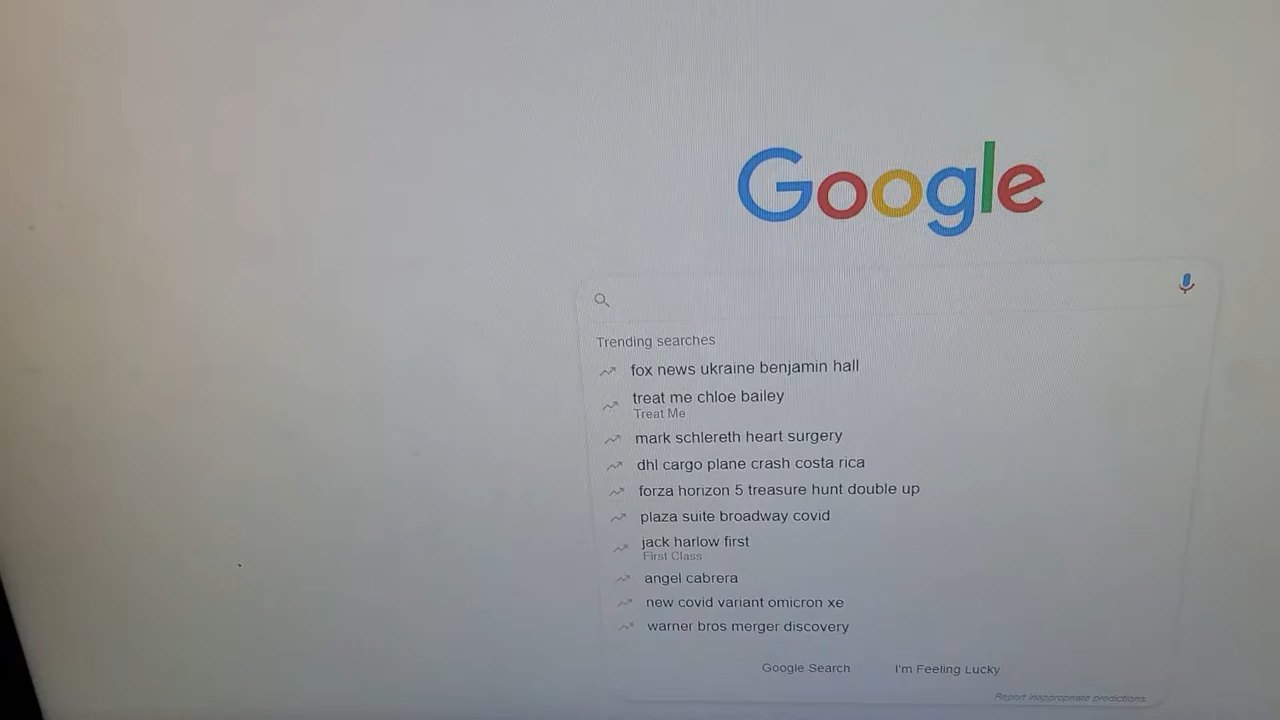 Google
Trending searches
fox news ukraine benjamin hall
treat me chloe bailey
Treat Me
mark schlereth heart surgery
dhl cargo plane crash costa rica
forza horizon 5 treasure hunt double up
plaza suite broadway covid
jack harlow first
First Class
angel cabrera
new covid variant omicron xe
warner bros merger discovery
Google Search
I'm Feeling Lucky
Report inappropriate predictions